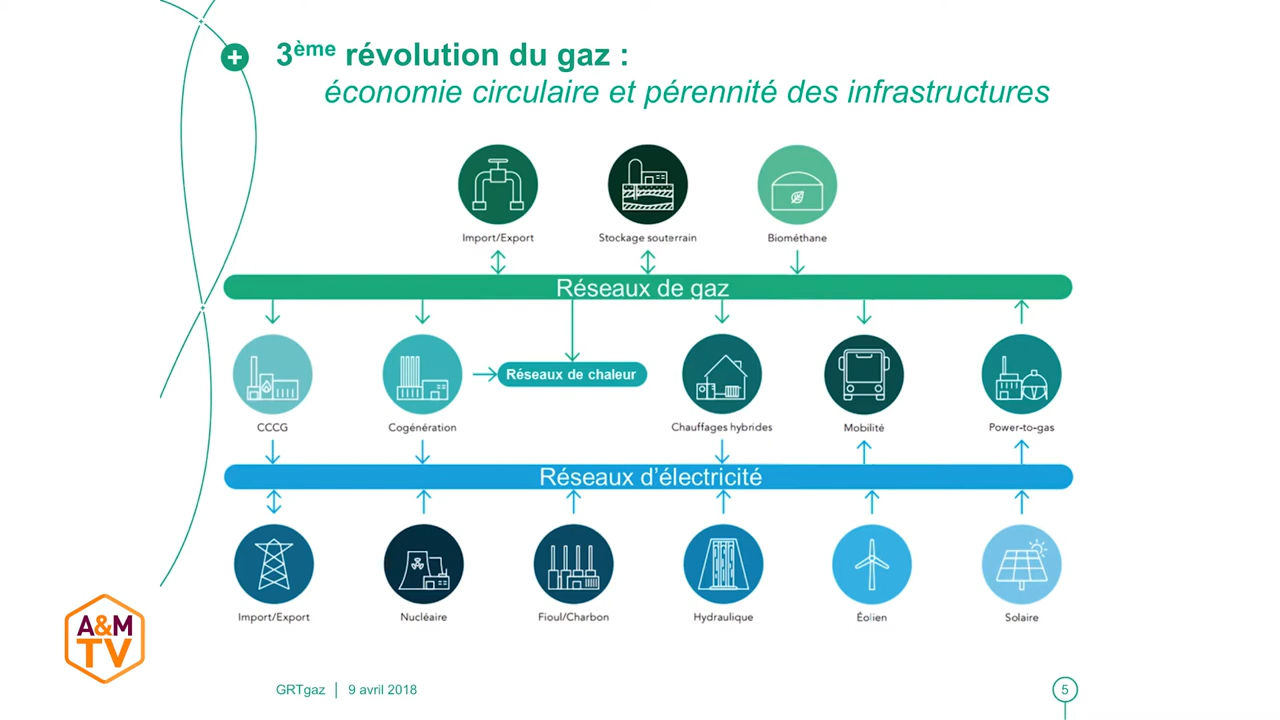 3ème révolution du gaz :
économie circulaire et pérennité des infrastructures
Import/Export
Stockage souterrain
Biométhane
Réseaux de gaz
Réseaux de chaleur
CCCG
Cogénération
Chauffages hybrides
Mobilité
Power-to-gas
Réseaux d'électricité
Import/Export
Nucléaire
Fioul/Charbon
Hydraulique
Éolien
Solaire
A&M
TV
GRTgaz | 9 avril 2018
5